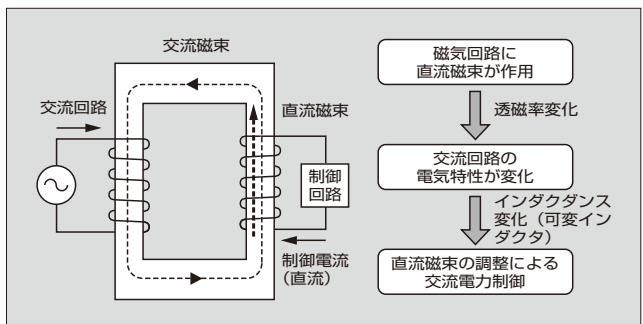 交流磁束
交流回路
直流磁束
制御
回路
制御電流
(直流)
磁気回路に
直流磁束が作用
透磁率変化
交流回路の
電気特性が変化
インダクダンス
変化（可変イン
ダクタ）
直流磁束の調整による
交流電力制御